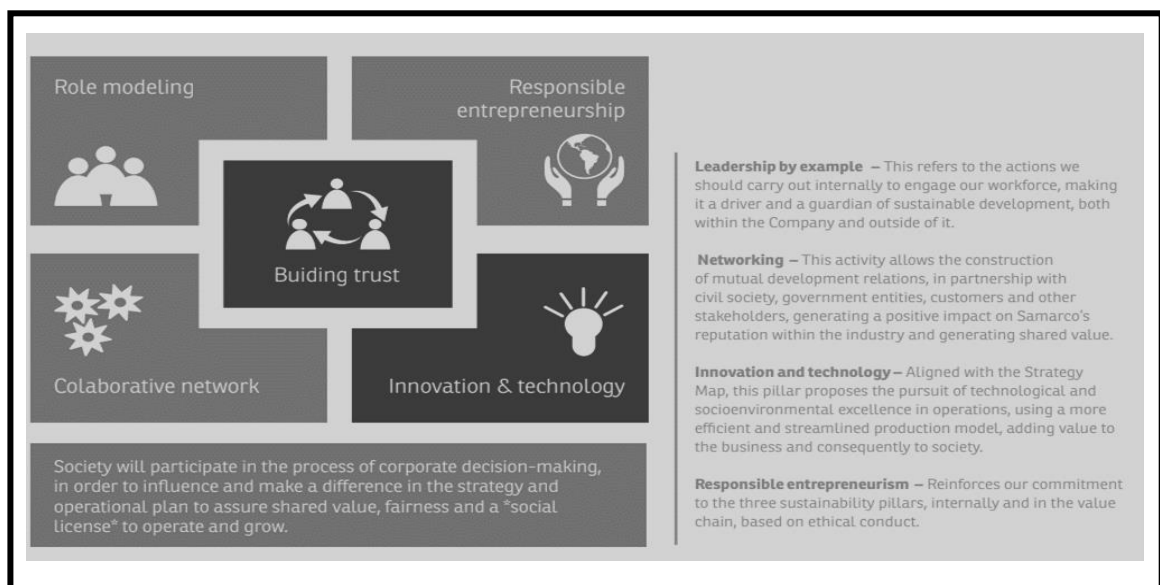 Role modeling
Responsible
entrepreneurship
Buiding trust
Colaborative network
Innovation & technology
Society will participate in the process of corporate decision-making,
in order to influence and make a difference in the strategy and
operational plan to assure shared value, fairness and a *social
license* to operate and grow.
Leadership by example – This refers to the actions we
should carry out internally to engage our workforce, making
it a driver and a guardian of sustainable development, both
within the Company and outside of it.
Networking – This activity allows the construction
of mutual development relations, in partnership with
civil society, government entities, customers and other
stakeholders, generating a positive impact on Samarco's
reputation within the industry and generating shared value.
Innovation and technology – Aligned with the Strategy
Map, this pillar proposes the pursuit of technological and
socioenvironmental excellence in operations, using a more
efficient and streamlined production model, adding value to
the business and consequently to society.
Responsible entrepreneurism – Reinforces our commitment
to the three sustainability pillars, internally and in the value
chain, based on ethical conduct.